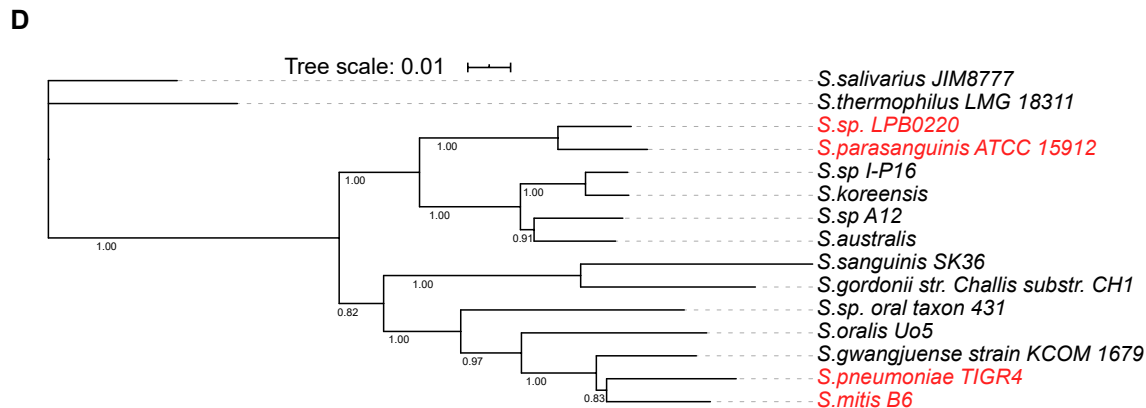 D
Tree scale: 0.01
S.salivarius JIM8777
S.thermophilus LMG 18311
S.sp. LPB0220
1.00
S.parasanguinis ATCC 15912
S.sp I-P16
1.00
1.00
S.koreensis
1.00
S.sp A12
0.91
S.australis
1.00
S.sanguinis SK36
1.00
S.gordonii str. Challis substr. CH1
0.82
S.sp. oral taxon 431
1.00
S.oralis Uo5
0.97
S.gwangjuense strain KCOM 1679
1.00
S.pneumoniae TIGR4
0.83
S.mitis B6